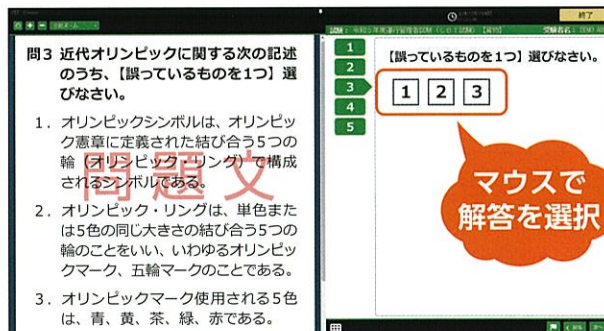 終了
問3 近代オリンピックに関する次の記述
のうち、【誤っているものを1つ】選
びなさい。
1. オリンピックシンボルは、オリンピッ
ク憲章に定義された結び合う5つの
輪(オリンピック・リング)で構成
されるシンボルである。
問題文
2. オリンピック・リングは、単色また
は5色の同じ大きさの結び合う5つの
輪のことをいい、いわゆるオリンピッ
クマーク、五輪マークのことである。
3. オリンピックマーク使用される5色
は、青、黄、茶、緑、赤である。
1
2
3
4
5
【誤っているものを1つ】選びなさい。
1 2 3
マウスで
解答を選択